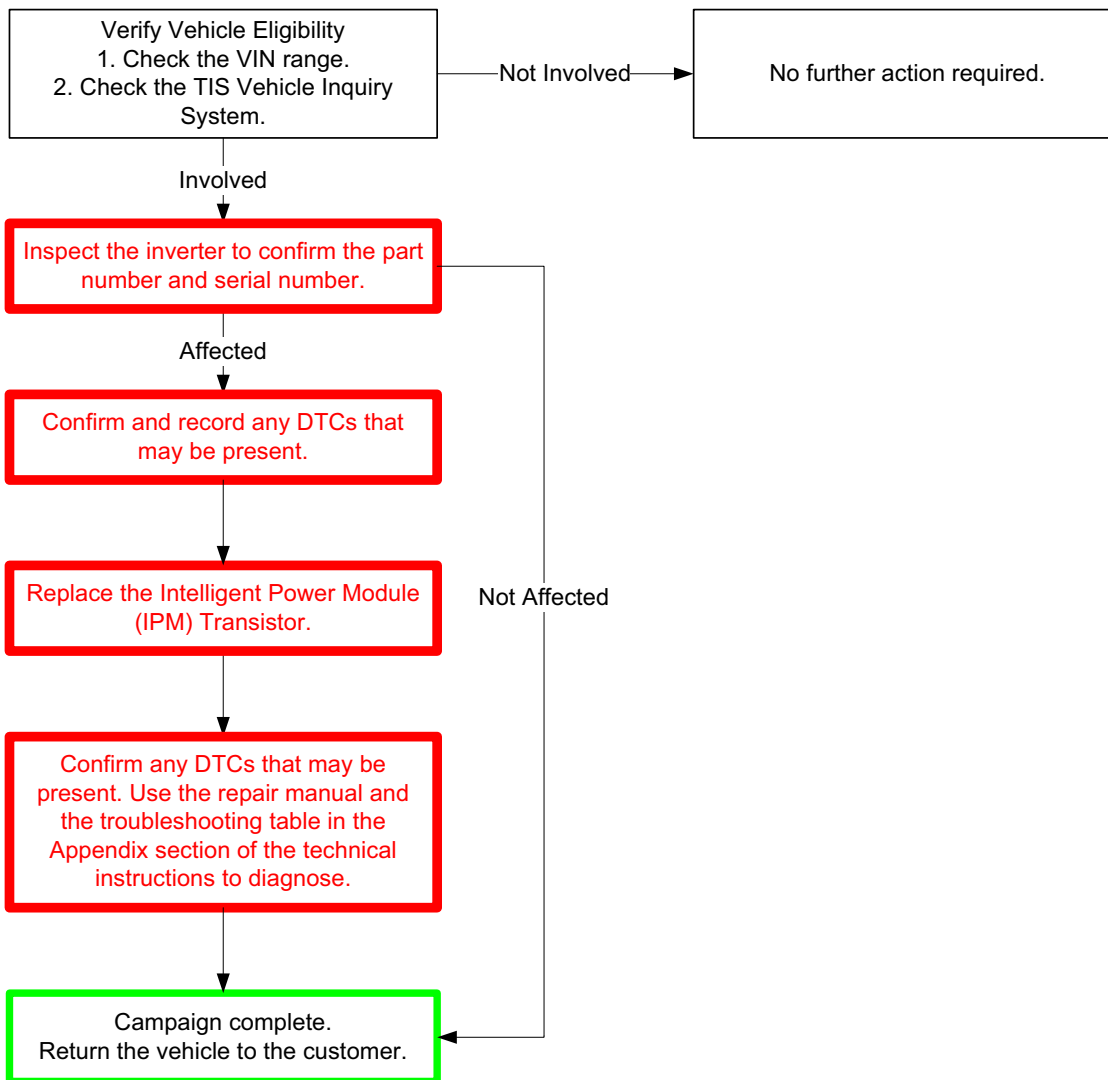 Verify Vehicle Eligibility
1. Check the VIN range.
2. Check the TIS Vehicle Inquiry
System.
Not Involved
No further action required.
Involved
Inspect the inverter to confirm the part
number and serial number.
Affected
Confirm and record any DTCs that
may be present.
Replace the Intelligent Power Module
(IPM) Transistor.
Not Affected
Confirm any DTCs that may be
present. Use the repair manual and
the troubleshooting table in the
Appendix section of the technical
instructions to diagnose.
Campaign complete.
Return the vehicle to the customer.